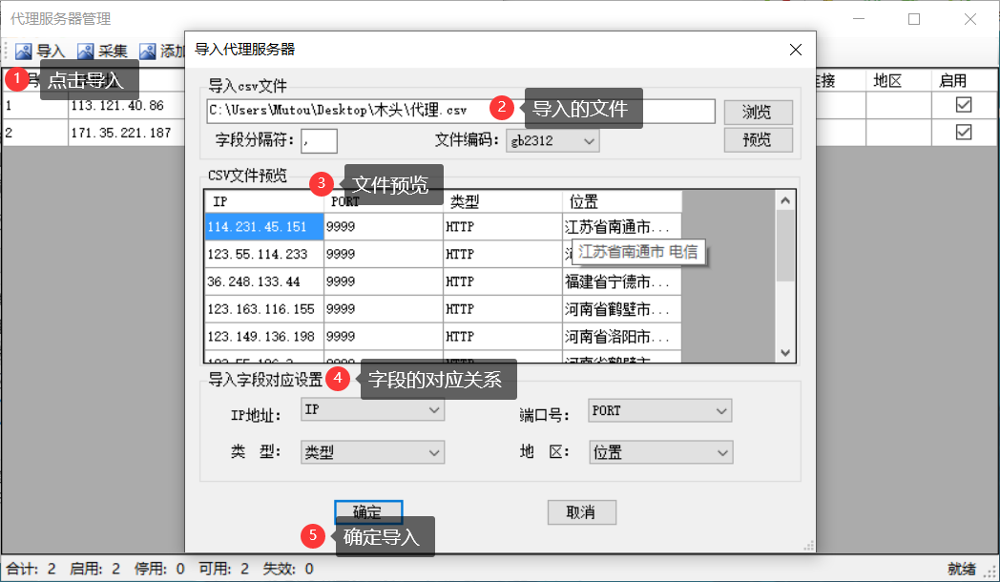 代理服务器管理
导入 采集 添加
1 点击导入
连接 地区 启用
1 113.121.40.86
2 171.35.221.187
导入代理服务器
导入csv文件
C:\Users\Mutou\Desktop\木头\代理.csv
2 导入的文件
浏览
字段分隔符: ,
文件编码: gb2312
预览
CSV文件预览
3 文件预览
IP PORT 类型 位置
114.231.45.151 9999 HTTP 江苏省南通市...
江苏省南通市 电信
123.55.114.233 9999 HTTP
36.248.133.44 9999 HTTP 福建省宁德市...
123.163.116.155 9999 HTTP 河南省鹤壁市...
123.149.136.198 9999 HTTP 河南省洛阳市...
9999 HTTP 河南省鹤壁市...
导入字段对应设置
4 字段的对应关系
IP地址: IP
端口号: PORT
类 型: 类型
地 区: 位置
确定
取消
5 确定导入
合计: 2 启用: 2 停用: 0 可用: 2 失效: 0
就绪